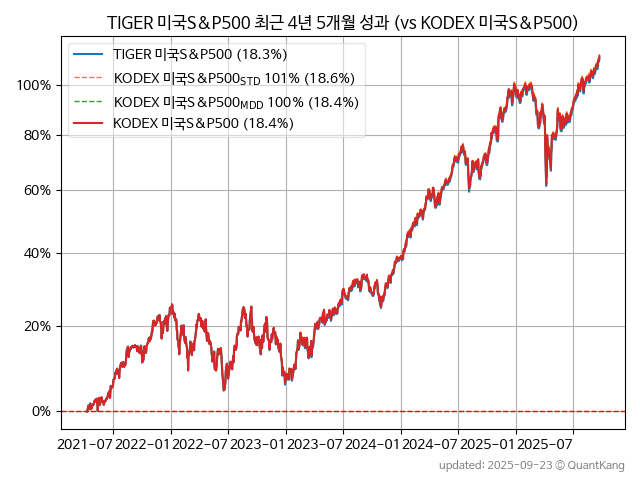 TIGER 미국S&P500 최근 4년 5개월 성과 (vs KODEX 미국S&P500)
TIGER 미국S&P500 (18.3%)
KODEX 미국S&P500STD 101% (18.6%)
KODEX 미국S&P500MDD 100% (18.4%)
KODEX 미국S&P500 (18.4%)
100%
80%
60%
40%
20%
0%
2021-07 2022-01 2022-07 2023-01 2023-07 2024-01 2024-07 2025-01 2025-07
updated: 2025-09-23 © QuantKang